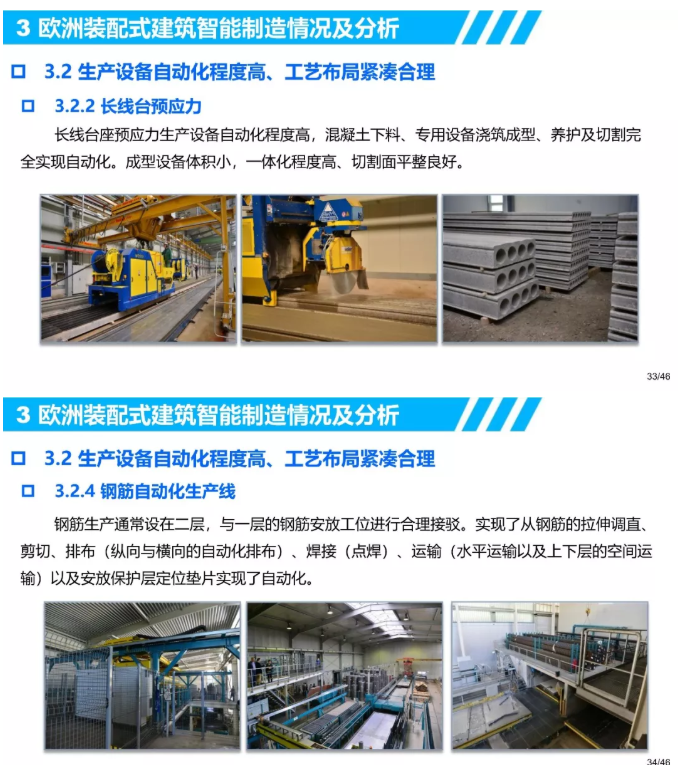 3 欧洲装配式建筑智能制造情况及分析
3.2 生产设备自动化程度高、工艺布局紧凑合理
3.2.2 长线台预应力
长线台座预应力生产设备自动化程度高，混凝土下料、专用设备浇筑成型、养护及切割完
全实现自动化。成型设备体积小，一体化程度高、切割面平整良好。
33/46
3 欧洲装配式建筑智能制造情况及分析
3.2 生产设备自动化程度高、工艺布局紧凑合理
3.2.4 钢筋自动化生产线
钢筋生产通常设在二层，与一层的钢筋安放工位进行合理接驳。实现了从钢筋的拉伸调直、
剪切、排布（纵向与横向的自动化排布）、焊接（点焊）、运输（水平运输以及上下层的空间运
输）以及安放保护层定位垫片实现了自动化。
34/46